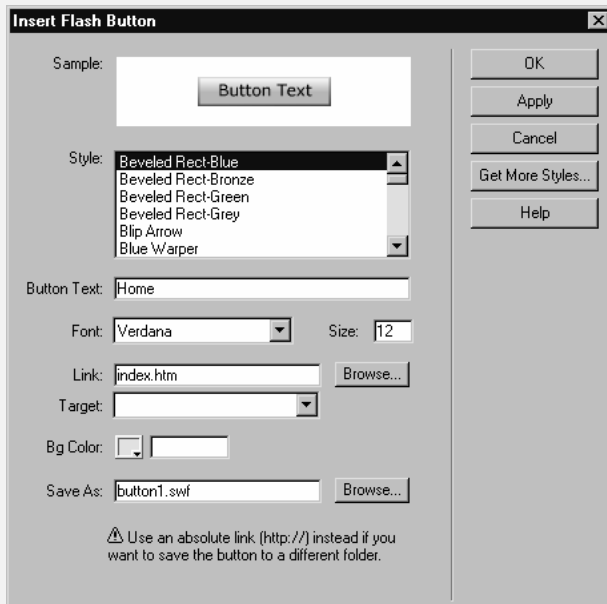 Insert Flash Button
Sample:
Button Text
Style:
Beveled Rect-Blue
Beveled Rect-Bronze
Beveled Rect-Green
Beveled Rect-Grey
Blip Arrow
Blue Warper
Button Text: Home
Font: Verdana Size: 12
Link: index.htm Browse...
Target:
Bg Color:
Save As: button1.swf Browse...
Use an absolute link (http://) instead if you
want to save the button to a different folder.
OK
Apply
Cancel
Get More Styles...
Help